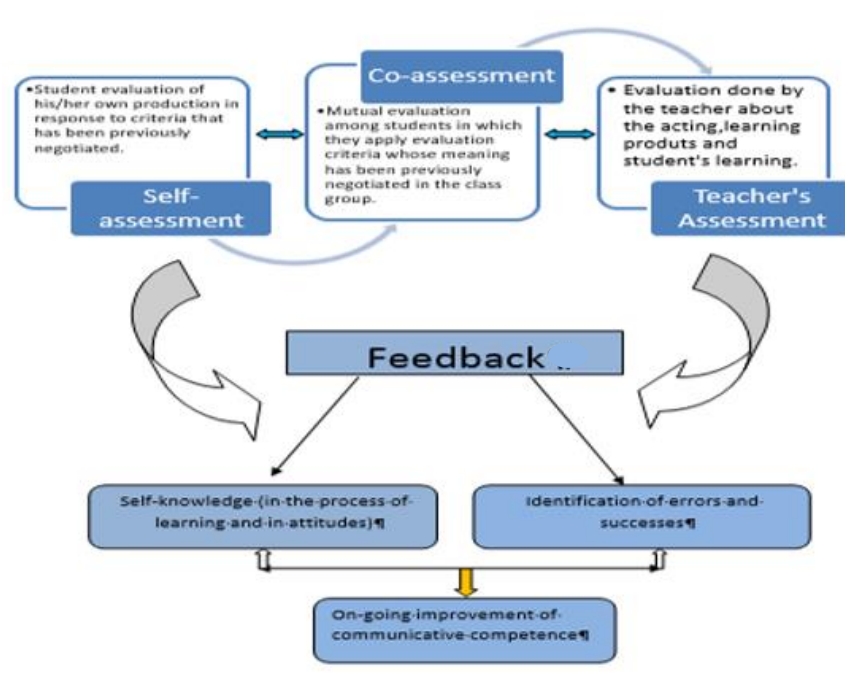 •Student evaluation of
his/her own production in
response to criteria that
has been previously
negotiated.
Self-
assessment
Co-assessment
•Mutual evaluation
among students in which
they apply evaluation
criteria whose meaning
has been previously
negotiated in the class
group.
• Evaluation done by
the teacher about
the acting,learning
produts and
student's learning.
Teacher's
Assessment
Feedback
Self-knowledge·(in·the·process·of·
learning·and·in·attitudes)¶
Identification·of·errors·and·
successes¶
On-going·improvement·of·
communicative·competence¶